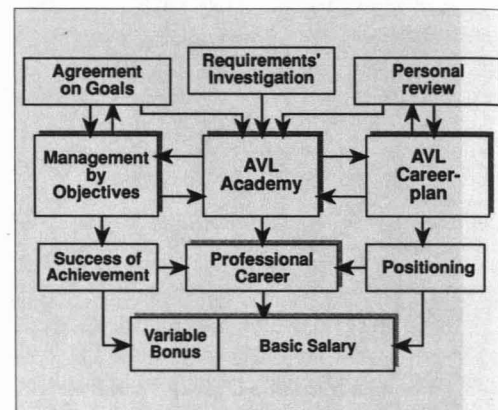 Agreement
on Goals
Requirements'
Investigation
Personal
review
Management
by
Objectives
AVL
Academy
AVL
Career-
plan
Success of
Achievement
Professional
Career
Positioning
Variable
Bonus
Basic Salary